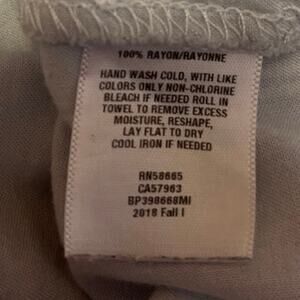 100% RAYON/RAYONNE
HAND WASH COLD, WITH LIKE
COLORS ONLY NON-CHLORINE
BLEACH IF NEEDED ROLL IN
TOWEL TO REMOVE EXCESS
MOISTURE, RESHAPE,
LAY FLAT TO DRY
COOL IRON IF NEEDED
RN58665
CA57963
BP398668MI
2018 Fall I